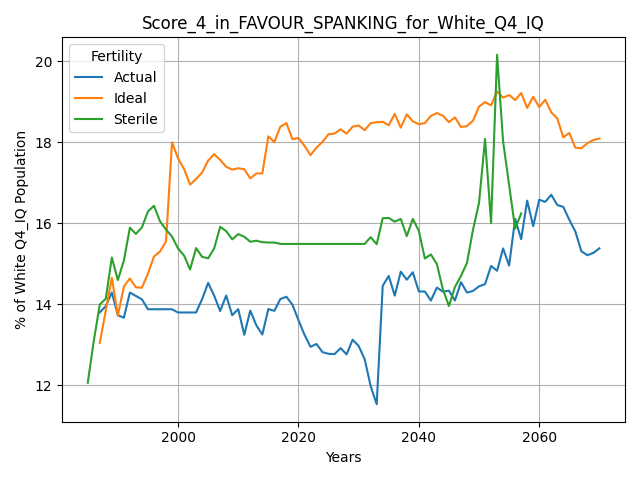 Score_4_in_FAVOUR_SPANKING_for_White_Q4_IQ
Fertility
Actual
Ideal
Sterile
% of White Q4_IQ Population
20
18
16
14
12
2000
2020
2040
2060
Years